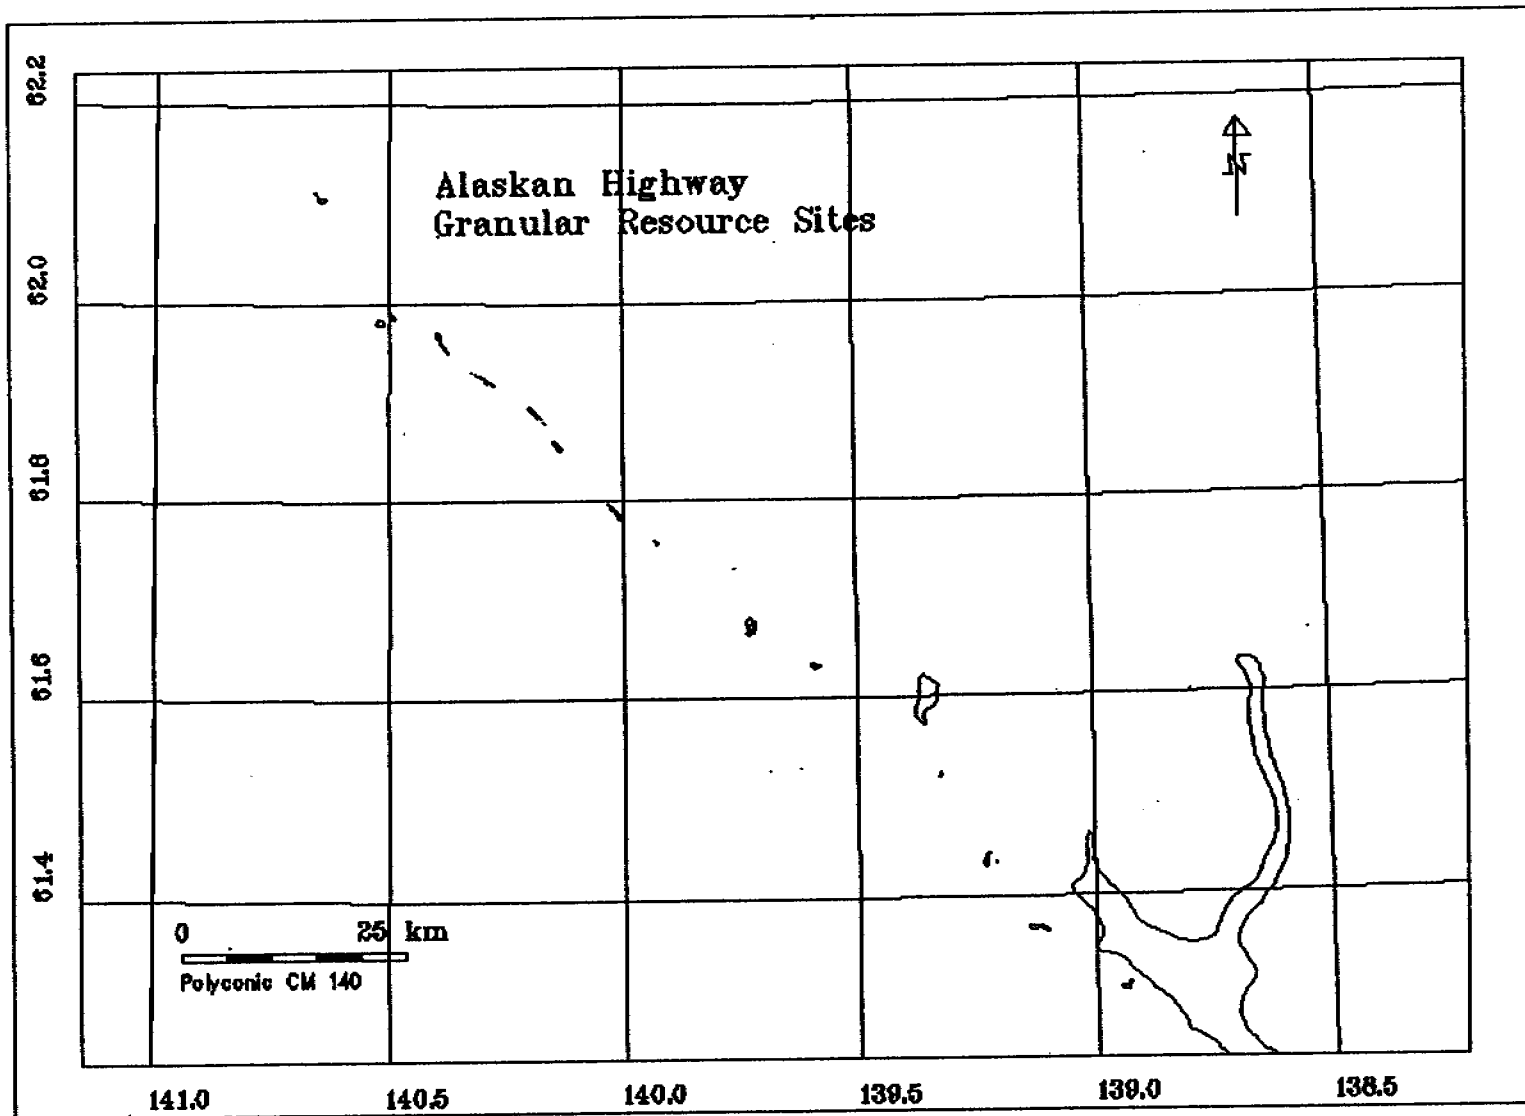 62.2
Alaskan Highway
Granular Resource Sites
N
62.0
61.8
61.6
61.4
0 25 km
Polyconic CM 140
141.0 140.5 140.0 139.5 139.0 138.5